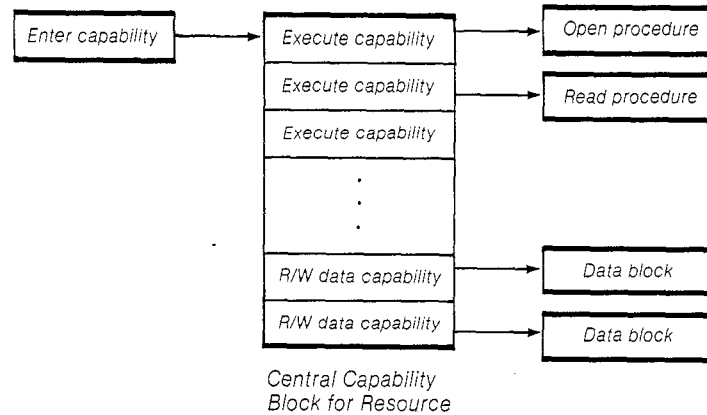 Enter capability
Execute capability
Open procedure
Execute capability
Read procedure
Execute capability
R/W data capability
Data block
R/W data capability
Data block
Central Capability
Block for Resource